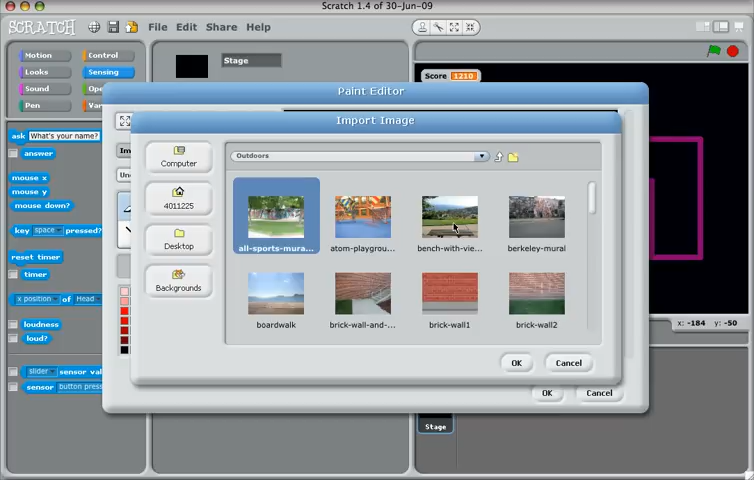 Scratch 1.4 of 30-Jun-09
SCRATCH File Edit Share Help
Motion Control
Looks Sensing
Sound
Pen
Stage
Score 1210
Paint Editor
Import Image
Computer
4011225
Desktop
Backgrounds
Outdoors
all-sports-mura... atom-playgrou... bench-with-vie... berkeley-mural
boardwalk brick-wall-and-... brick-wall1 brick-wall2
OK Cancel
OK Cancel
ask What's your name?
answer
mouse x
mouse y
mouse down?
key space pressed?
reset timer
timer
x position of Head
loudness
loud?
slider sensor val
sensor button press
x: -184 y: -50
Stage